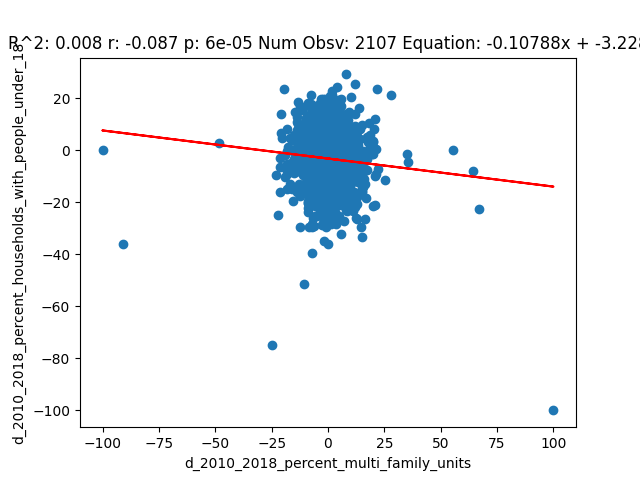 R^2: 0.008 r: -0.087 p: 6e-05 Num Obsv: 2107 Equation: -0.10788x + -3.228
d_2010_2018_percent_households_with_people_under_18
20
0
−20
−40
−60
−80
−100
−100 −75 −50 −25 0 25 50 75 100
d_2010_2018_percent_multi_family_units